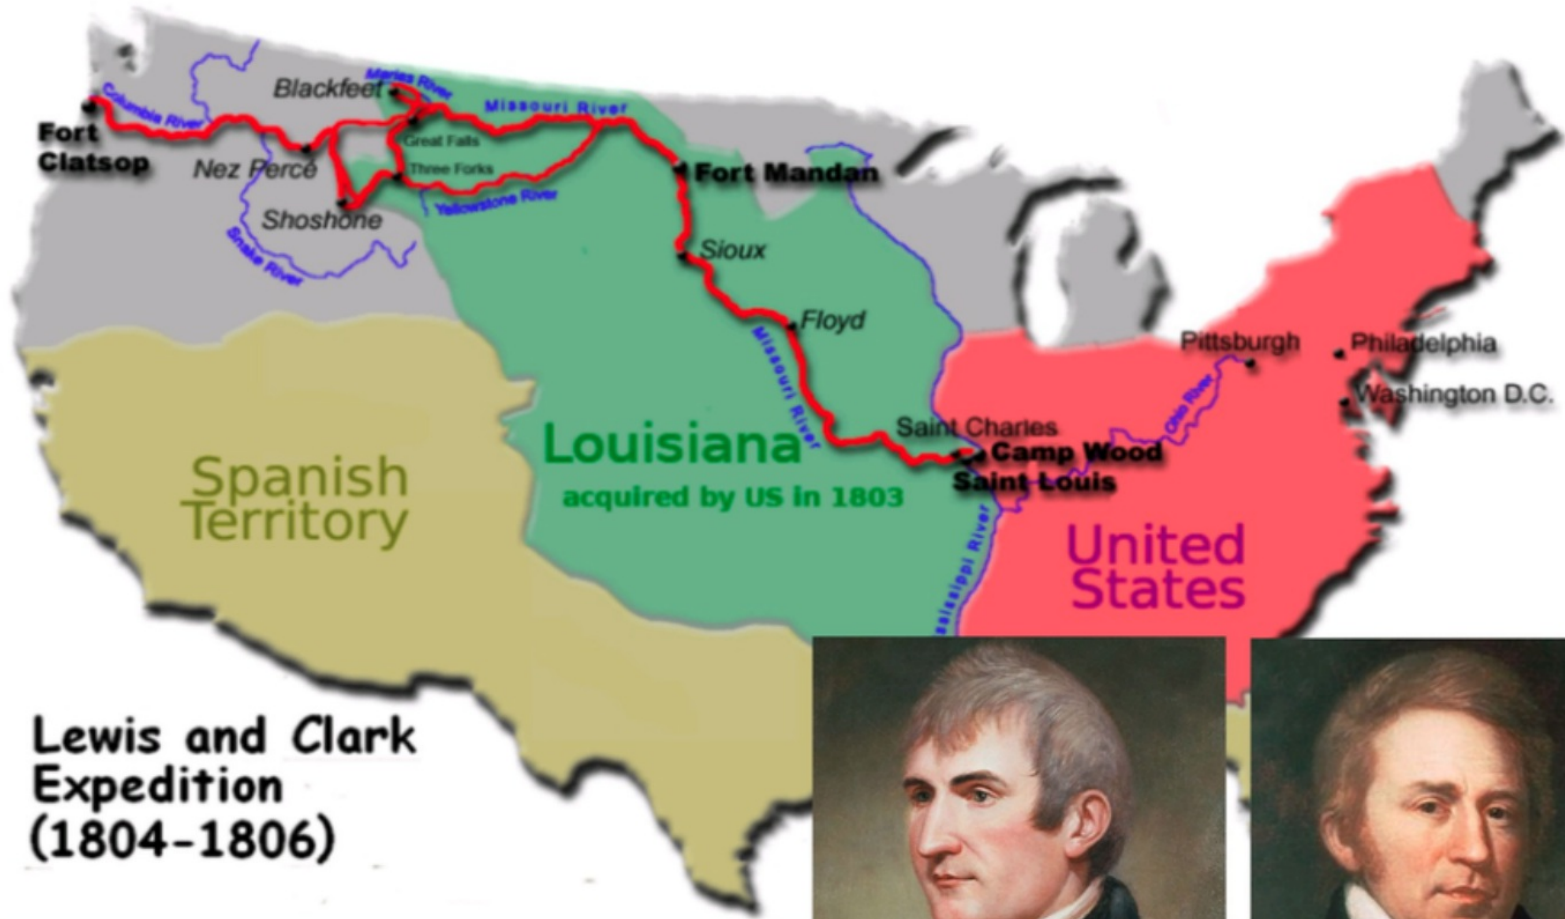 Blackfeet
Marias River
Columbia River
Missouri River
Fort
Clatsop
Great Falls
Nez Perce
Three Forks
Fort Mandan
Yellowstone River
Shoshone
Snake River
Sioux
Floyd
Missouri River
Pittsburgh
Philadelphia
Washington D.C.
Ohio River
Saint Charles
Camp Wood
Saint Louis
Louisiana
acquired by US in 1803
Spanish
Territory
ssissippi River
United
States
Lewis and Clark
Expedition
(1804-1806)